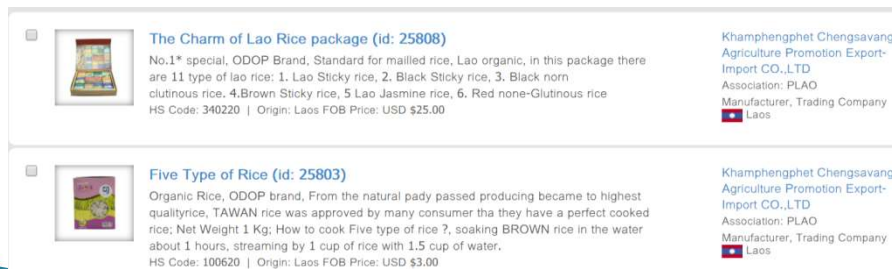 The Charm of Lao Rice package (id: 25808)
No.1* special, ODOP Brand, Standard for mailled rice, Lao organic, in this package there
are 11 type of lao rice: 1. Lao Sticky rice, 2. Black Sticky rice, 3. Black norn
clutinous rice. 4.Brown Sticky rice, 5 Lao Jasmine rice, 6. Red none-Glutinous rice
HS Code: 340220 | Origin: Laos FOB Price: USD $25.00
Khamphengphet Chengsavang
Agriculture Promotion Export-
Import CO.,LTD
Association: PLAO
Manufacturer, Trading Company
Laos
Five Type of Rice (id: 25803)
Organic Rice, ODOP brand, From the natural pady passed producing became to highest
qualityrice, TAWAN rice was approved by many consumer tha they have a perfect cooked
rice; Net Weight 1 Kg; How to cook Five type of rice ?, soaking BROWN rice in the water
about 1 hours, streaming by 1 cup of rice with 1.5 cup of water.
HS Code: 100620 | Origin: Laos FOB Price: USD $3.00
Khamphengphet Chengsavang
Agriculture Promotion Export-
Import CO.,LTD
Association: PLAO
Manufacturer, Trading Company
Laos